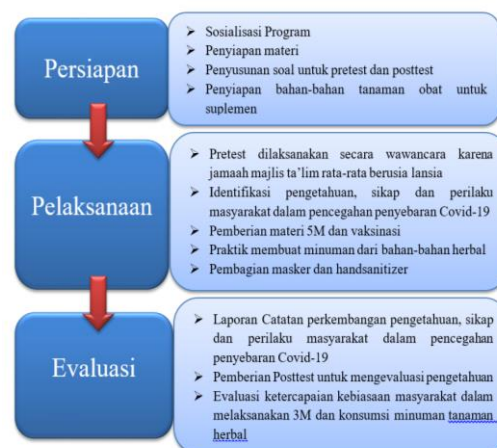 Persiapan
➤ Sosialisasi Program
➤ Penyiapan materi
➤ Penyusunan soal untuk pretest dan posttest
➤ Penyiapan bahan-bahan tanaman obat untuk
suplemen
Pelaksanaan
➤ Pretest dilaksanakan secara wawancara karena
jamaah majlis ta'lim rata-rata berusia lansia
➤ Identifikasi pengetahuan, sikap dan perilaku
masyarakat dalam pencegahan penyebaran Covid-19
➤ Pemberian materi 5M dan vaksinasi
➤ Praktik membuat minuman dari bahan-bahan herbal
➤ Pembagian masker dan handsanitizer
Evaluasi
➤ Laporan Catatan perkembangan pengetahuan, sikap
dan perilaku masyarakat dalam pencegahan
penyebaran Covid-19
➤ Pemberian Posttest untuk mengevaluasi pengetahuan
➤ Evaluasi ketercapaian kebiasaan masyarakat dalam
melaksanakan 3M dan konsumsi minuman tanaman
herbal